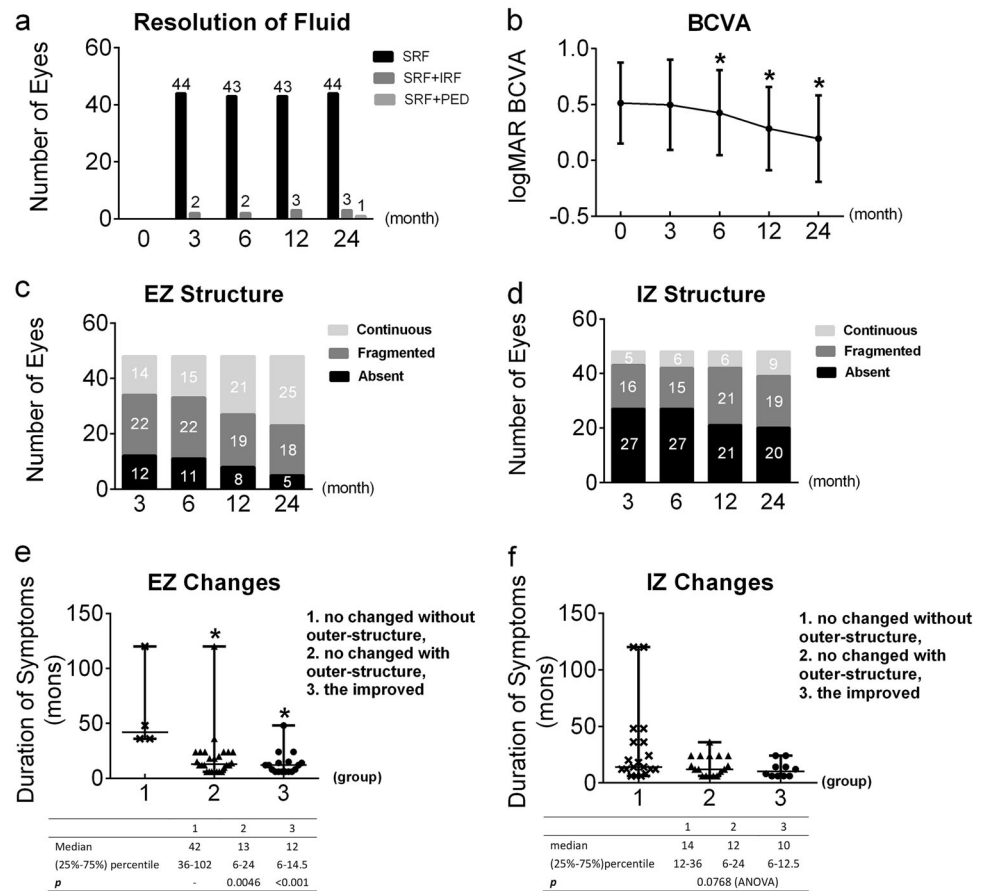 a
Resolution of Fluid
Number of Eyes
60
40
20
0
44 43 43 44
2 2 3 3 1
SRF
SRF+IRF
SRF+PED
0 3 6 12 24
(month)
b
BCVA
logMAR BCVA
1.0
0.5
0.0
-0.5
* * *
0 3 6 12 24
(month)
c
EZ Structure
Number of Eyes
60
40
20
0
Continuous
Fragmented
Absent
14 15 21 25
22 22 19 18
12 11 8 5
3 6 12 24
(month)
d
IZ Structure
Number of Eyes
60
40
20
0
Continuous
Fragmented
Absent
5 6 6 9
16 15 21 19
27 27 21 20
3 6 12 24
(month)
e
EZ Changes
Duration of Symptoms
(mons)
150
100
50
0
* *
1. no changed without
outer-structure,
2. no changed with
outer-structure,
3. the improved
1 2 3
(group)
1 2 3
Median 42 13 12
(25%-75%) percentile 36-102 6-24 6-14.5
p - 0.0046 <0.001
f
IZ Changes
Duration of Symptoms
(mons)
150
100
50
0
1. no changed without
outer-structure,
2. no changed with
outer-structure,
3. the improved
1 2 3
(group)
1 2 3
median 14 12 10
(25%-75%)percentile 12-36 6-24 6-12.5
p 0.0768 (ANOVA)